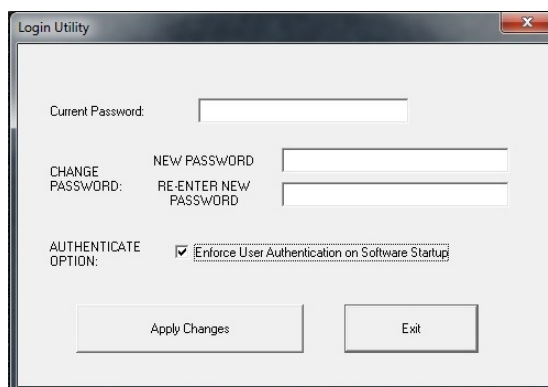 Login Utility
Current Password:
CHANGE
PASSWORD:
NEW PASSWORD
RE-ENTER NEW
PASSWORD
AUTHENTICATE
OPTION:
Enforce User Authentication on Software Startup
Apply Changes
Exit